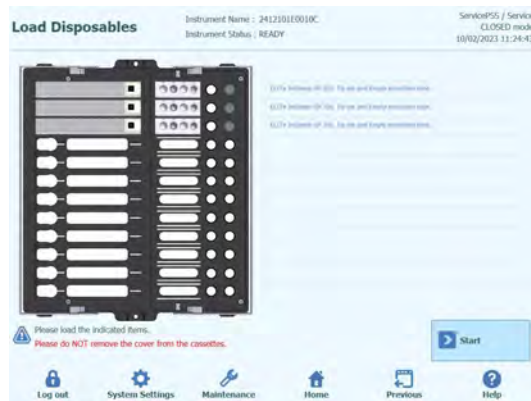 Load Disposables
Instrument Name : 2412101E0010C
Instrument Status : READY
ServicePSS / Service
CLOSED mode
10/02/2023 11:24:4
Please load the indicated items.
Please do NOT remove the cover from the cassettes.
Start
Log out
System Settings
Maintenance
Home
Previous
Help